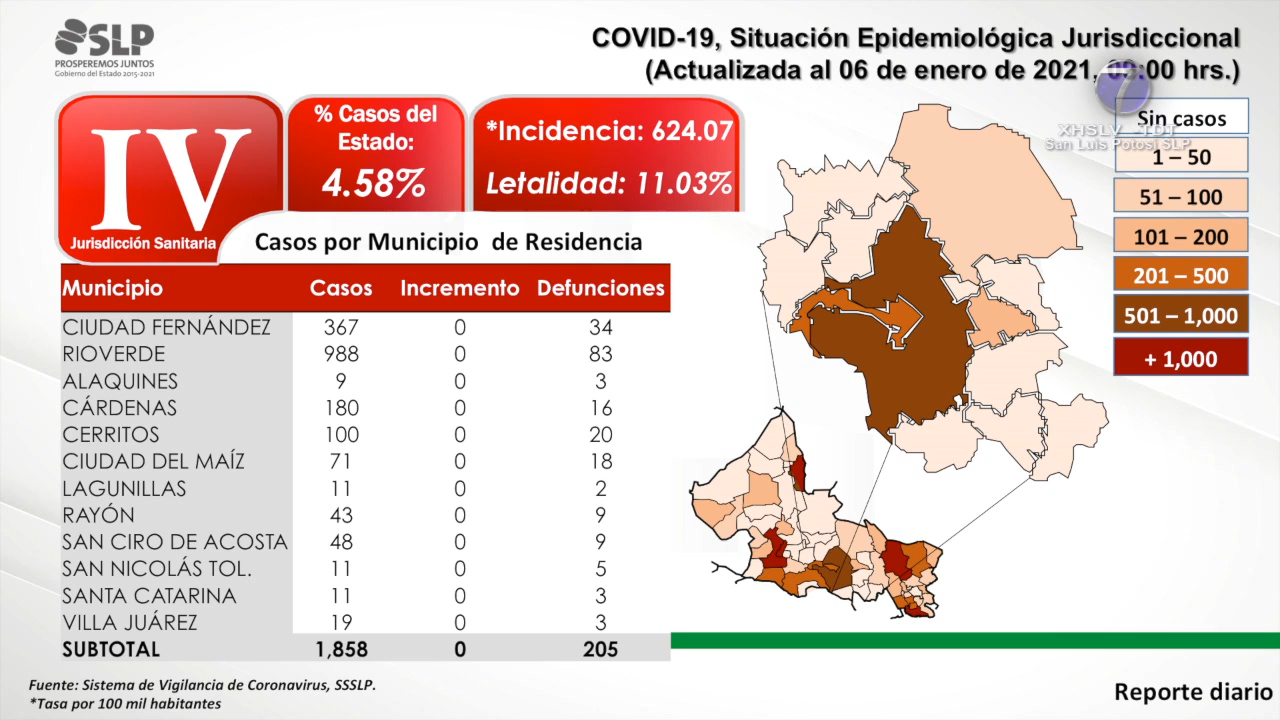 SLP
PROSPEREMOS JUNTOS
Gobierno del Estado 2015-2021
COVID-19, Situación Epidemiológica Jurisdiccional
(Actualizada al 06 de enero de 2021, 09:00 hrs.)
7
XHSLV -TDT
San Luis Potosí SLP
IV
Jurisdicción Sanitaria
% Casos del
Estado:
4.58%
*Incidencia: 624.07
Letalidad: 11.03%
Casos por Municipio de Residencia
Municipio Casos Incremento Defunciones
CIUDAD FERNÁNDEZ 367 0 34
RIOVERDE 988 0 83
ALAQUINES 9 0 3
CÁRDENAS 180 0 16
CERRITOS 100 0 20
CIUDAD DEL MAÍZ 71 0 18
LAGUNILLAS 11 0 2
RAYÓN 43 0 9
SAN CIRO DE ACOSTA 48 0 9
SAN NICOLÁS TOL. 11 0 5
SANTA CATARINA 11 0 3
VILLA JUÁREZ 19 0 3
SUBTOTAL 1,858 0 205
Sin casos
1 – 50
51 – 100
101 – 200
201 – 500
501 – 1,000
+ 1,000
Fuente: Sistema de Vigilancia de Coronavirus, SSSLP.
*Tasa por 100 mil habitantes
Reporte diario